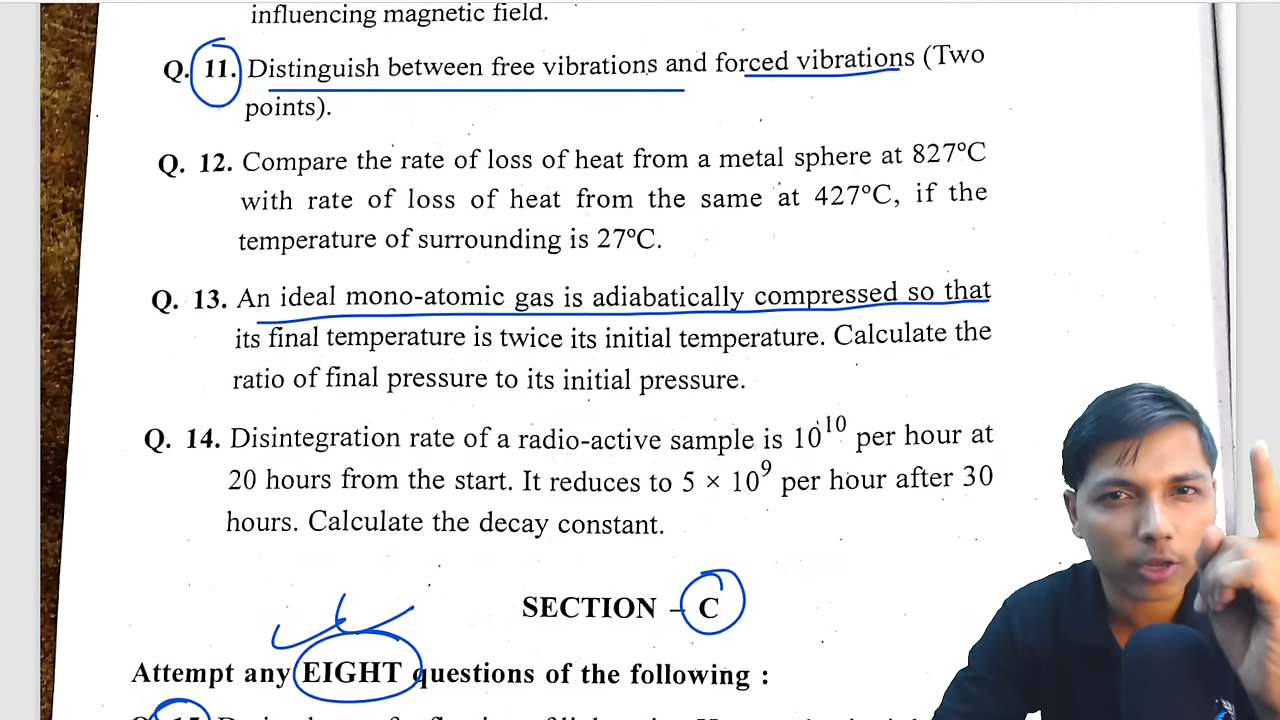 influencing magnetic field.
Q. 11. Distinguish between free vibrations and forced vibrations (Two
points).
Q. 12. Compare the rate of loss of heat from a metal sphere at 827ºC
with rate of loss of heat from the same at 427ºC, if the
temperature of surrounding is 27ºC.
Q. 13. An ideal mono-atomic gas is adiabatically compressed so that
its final temperature is twice its initial temperature. Calculate the
ratio of final pressure to its initial pressure.
Q. 14. Disintegration rate of a radio-active sample is 10¹⁰ per hour at
20 hours from the start. It reduces to 5 × 10⁹ per hour after 30
hours. Calculate the decay constant.
SECTION – C
Attempt any EIGHT questions of the following :